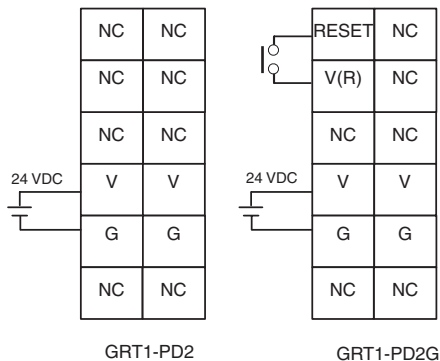 NC NC
NC NC
NC NC
24 VDC V V
G G
NC NC
GRT1-PD2
RESET NC
V(R) NC
NC NC
24 VDC V V
G G
NC NC
GRT1-PD2G